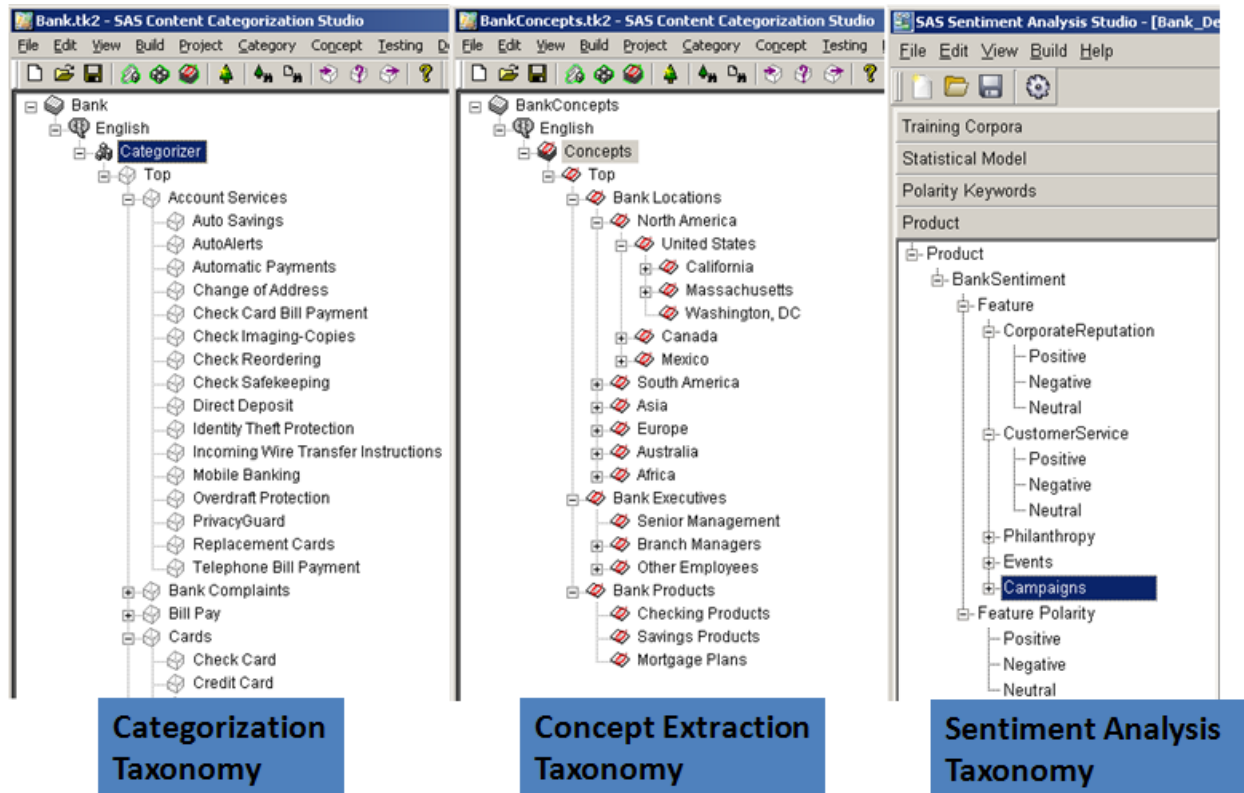 Bank.tk2 - SAS Content Categorization Studio
File Edit View Build Project Category Concept Testing
Bank
English
Categorizer
Top
Account Services
Auto Savings
AutoAlerts
Automatic Payments
Change of Address
Check Card Bill Payment
Check Imaging-Copies
Check Reordering
Check Safekeeping
Direct Deposit
Identity Theft Protection
Incoming Wire Transfer Instructions
Mobile Banking
Overdraft Protection
PrivacyGuard
Replacement Cards
Telephone Bill Payment
Bank Complaints
Bill Pay
Cards
Check Card
Credit Card
Categorization
Taxonomy
BankConcepts.tk2 - SAS Content Categorization Studio
File Edit View Build Project Category Concept Testing
BankConcepts
English
Concepts
Top
Bank Locations
North America
United States
California
Massachusetts
Washington, DC
Canada
Mexico
South America
Asia
Europe
Australia
Africa
Bank Executives
Senior Management
Branch Managers
Other Employees
Bank Products
Checking Products
Savings Products
Mortgage Plans
Concept Extraction
Taxonomy
SAS Sentiment Analysis Studio - [Bank_De
File Edit View Build Help
Training Corpora
Statistical Model
Polarity Keywords
Product
Product
BankSentiment
Feature
CorporateReputation
Positive
Negative
Neutral
CustomerService
Positive
Negative
Neutral
Philanthropy
Events
Campaigns
Feature Polarity
Positive
Negative
Neutral
Sentiment Analysis
Taxonomy